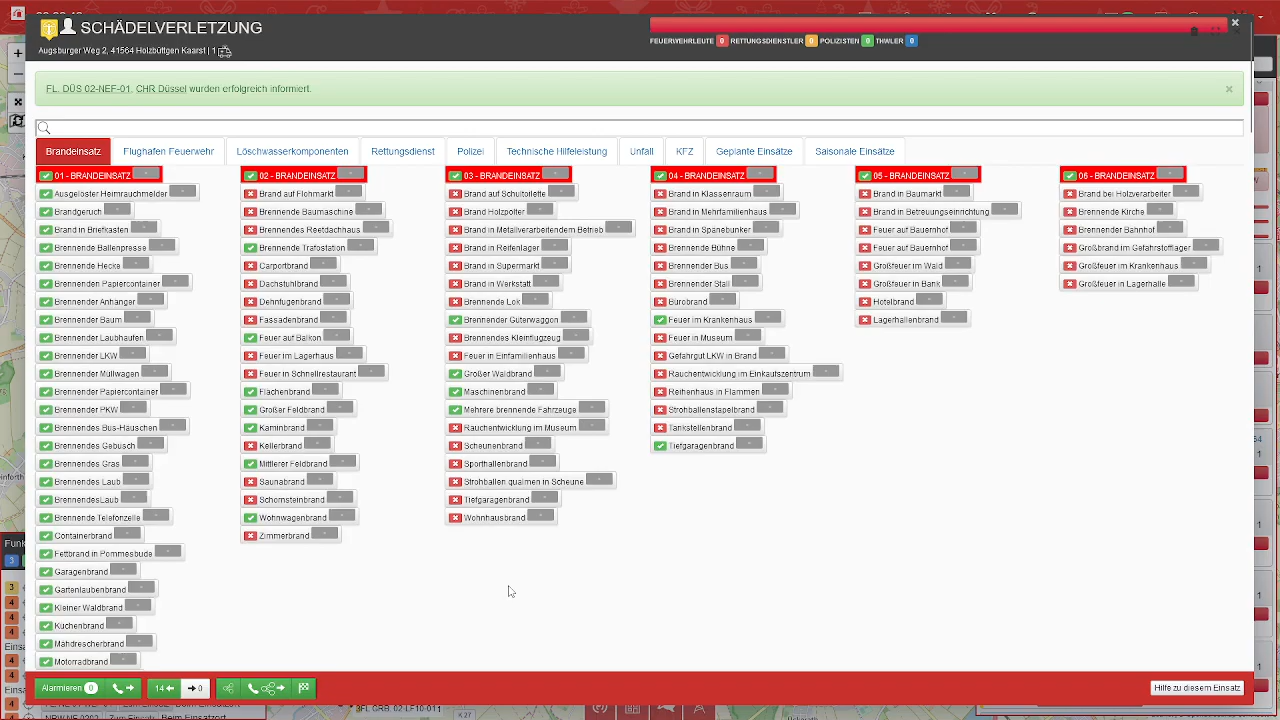 SCHÄDELVERLETZUNG
Augsburger Weg 2, 41564 Holzbüttgen Kaarst | 1
FEUERWEHRLEUTE 0 RETTUNGSDIENSTLER 0 POLIZISTEN 0 THWLER 0
FL. DÜS 02-NEF-01, CHR Düssel wurden erfolgreich informiert.
Brandeinsatz Flughafen Feuerwehr Löschwasserkomponenten Rettungsdienst Polizei Technische Hilfeleistung Unfall KFZ Geplante Einsätze Saisonale Einsätze
01 - BRANDEINSATZ
Ausgelöster Heimrauchmelder
Brandgeruch
Brand in Briefkasten
Brennende Ballenpresse
Brennende Hecke
Brennenden Papiercontainer
Brennender Anhänger
Brennender Baum
Brennender Laubhaufen
Brennender LKW
Brennender Müllwagen
Brennender Papiercontainer
Brennender PKW
Brennendes Bus-Häuschen
Brennendes Gebüsch
Brennendes Gras
Brennendes Laub
BrennendesLaub
Brennende Telefonzelle
Containerbrand
Fettbrand in Pommesbude
Garagenbrand
Gartenlaubenbrand
Kleiner Waldbrand
Küchenbrand
Mähdrescherbrand
Motorradbrand
02 - BRANDEINSATZ
Brand auf Flohmarkt
Brennende Baumaschine
Brennendes Reetdachhaus
Brennende Trafostation
Carportbrand
Dachstuhlbrand
Dehnfugenbrand
Fassadenbrand
Feuer auf Balkon
Feuer im Lagerhaus
Feuer in Schnellrestaurant
Flächenbrand
Großer Feldbrand
Kaminbrand
Kellerbrand
Mittlerer Feldbrand
Saunabrand
Schornsteinbrand
Wohnwagenbrand
Zimmerbrand
03 - BRANDEINSATZ
Brand auf Schultoilette
Brand Holzpolter
Brand in Metallverarbeitendem Betrieb
Brand in Reifenlager
Brand in Supermarkt
Brand in Werkstatt
Brennende Lok
Brennender Güterwaggon
Brennendes Kleinflugzeug
Feuer in Einfamilienhaus
Großer Waldbrand
Maschinenbrand
Mehrere brennende Fahrzeuge
Rauchentwicklung im Museum
Scheunenbrand
Sporthallenbrand
Strohballen qualmen in Scheune
Tiefgaragenbrand
Wohnhausbrand
04 - BRANDEINSATZ
Brand in Klassenraum
Brand in Mehrfamilienhaus
Brand in Spänebunker
Brennende Bühne
Brennender Bus
Brennender Stall
Bürobrand
Feuer im Krankenhaus
Feuer in Museum
Gefahrgut LKW in Brand
Rauchentwicklung im Einkaufszentrum
Reihenhaus in Flammen
Strohballenstapelbrand
Tankstellenbrand
Tiefgaragenbrand
05 - BRANDEINSATZ
Brand in Baumarkt
Brand in Betreuungseinrichtung
Feuer auf Bauernhof
Feuer auf Bauernhof
Großfeuer im Wald
Großfeuer in Bank
Hotelbrand
Lagerhallenbrand
06 - BRANDEINSATZ
Brand bei Holzverarbeiter
Brennende Kirche
Brennender Bahnhof
Großbrand im Gefahrstofflager
Großfeuer im Krankenhaus
Großfeuer in Lagerhalle
Alarmieren 0 14 0 Hilfe zu diesem Einsatz